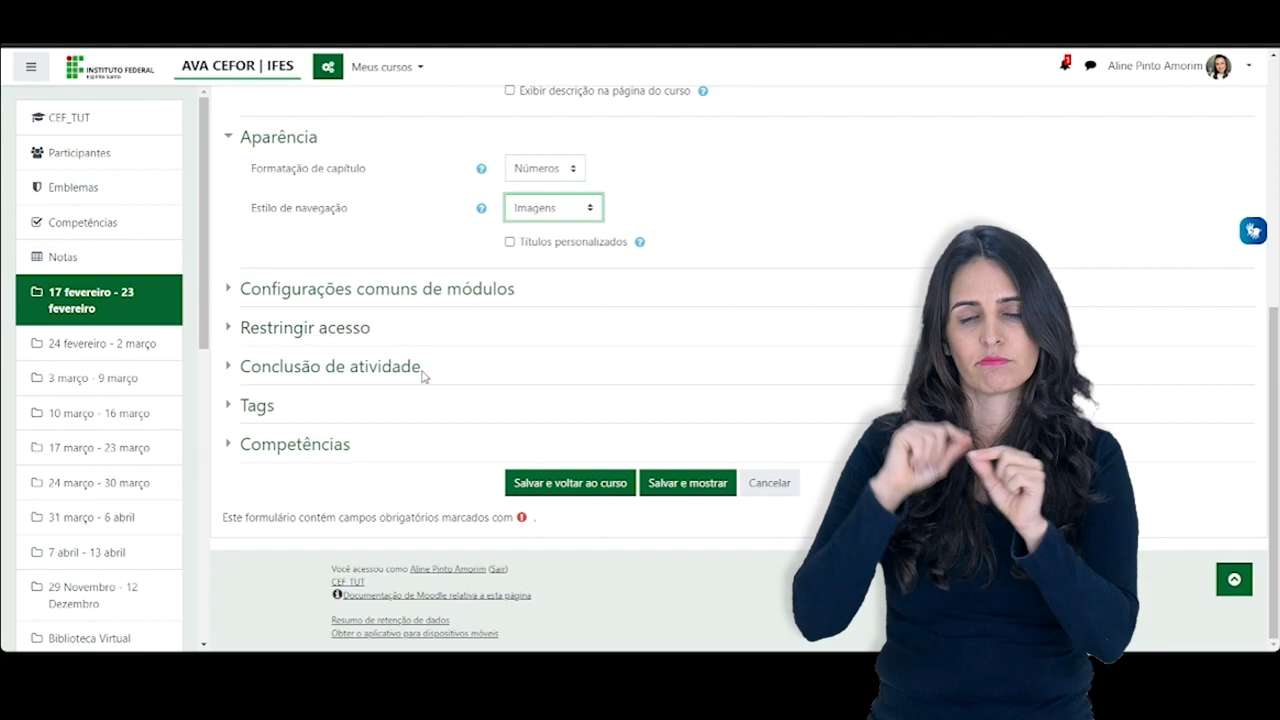 INSTITUTO FEDERAL
Espírito Santo
AVA CEFOR | IFES
Meus cursos
1
Aline Pinto Amorim
CEF_TUT
Participantes
Emblemas
Competências
Notas
17 fevereiro - 23
fevereiro
24 fevereiro - 2 março
3 março - 9 março
10 março - 16 março
17 março - 23 março
24 março - 30 março
31 março - 6 abril
7 abril - 13 abril
29 Novembro - 12
Dezembro
Biblioteca Virtual
Exibir descrição na página do curso
Aparência
Formatação de capítulo
Números
Estilo de navegação
Imagens
Títulos personalizados
Configurações comuns de módulos
Restringir acesso
Conclusão de atividade
Tags
Competências
Salvar e voltar ao curso
Salvar e mostrar
Cancelar
Este formulário contém campos obrigatórios marcados com .
Você acessou como Aline Pinto Amorim (Sair)
CEF_TUT
Documentação de Moodle relativa a esta página
Resumo de retenção de dados
Obter o aplicativo para dispositivos móveis